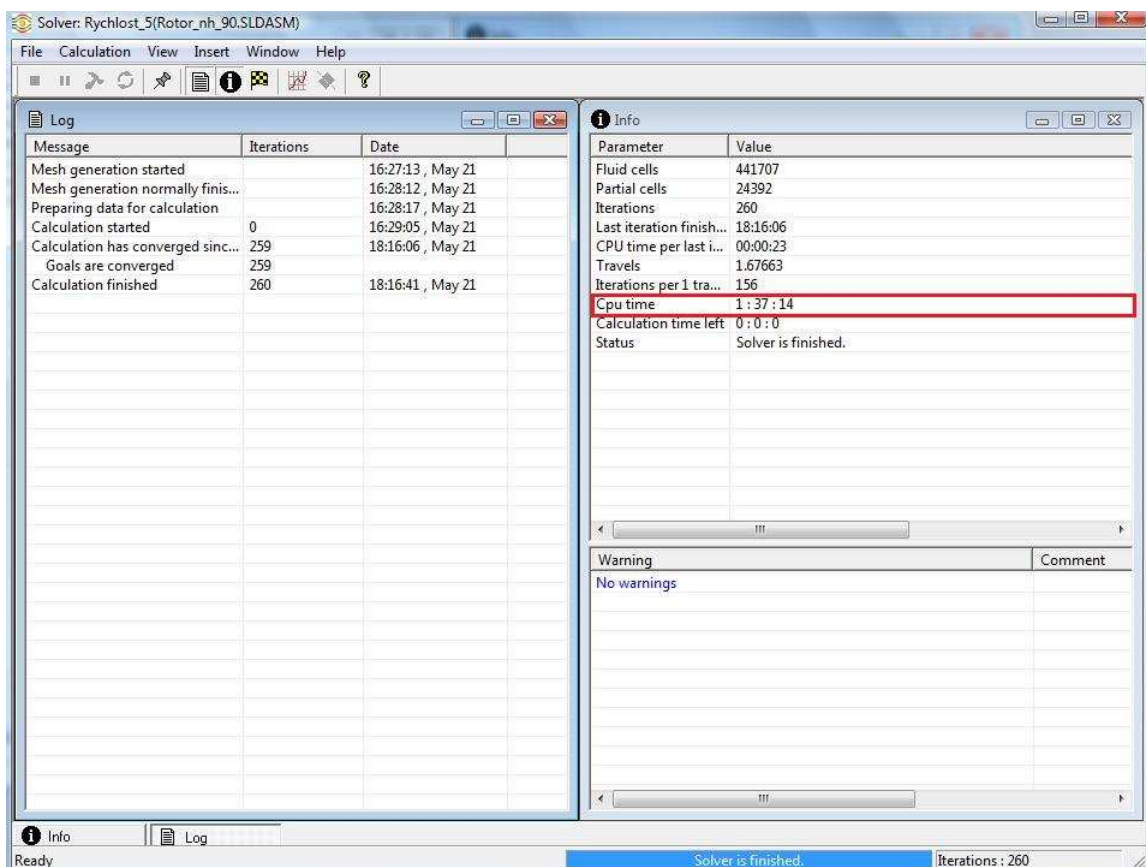 Solver: Rychlost_5(Rotor_nh_90.SLDASM)
File Calculation View Insert Window Help
Log
Message Iterations Date
Mesh generation started 16:27:13 , May 21
Mesh generation normally finis... 16:28:12 , May 21
Preparing data for calculation 16:28:17 , May 21
Calculation started 0 16:29:05 , May 21
Calculation has converged sinc... 259 18:16:06 , May 21
Goals are converged 259
Calculation finished 260 18:16:41 , May 21
Info
Parameter Value
Fluid cells 441707
Partial cells 24392
Iterations 260
Last iteration finish... 18:16:06
CPU time per last i... 00:00:23
Travels 1.67663
Iterations per 1 tra... 156
Cpu time 1 : 37 : 14
Calculation time left 0 : 0 : 0
Status Solver is finished.
Warning Comment
No warnings
Info Log
Ready Solver is finished. Iterations : 260